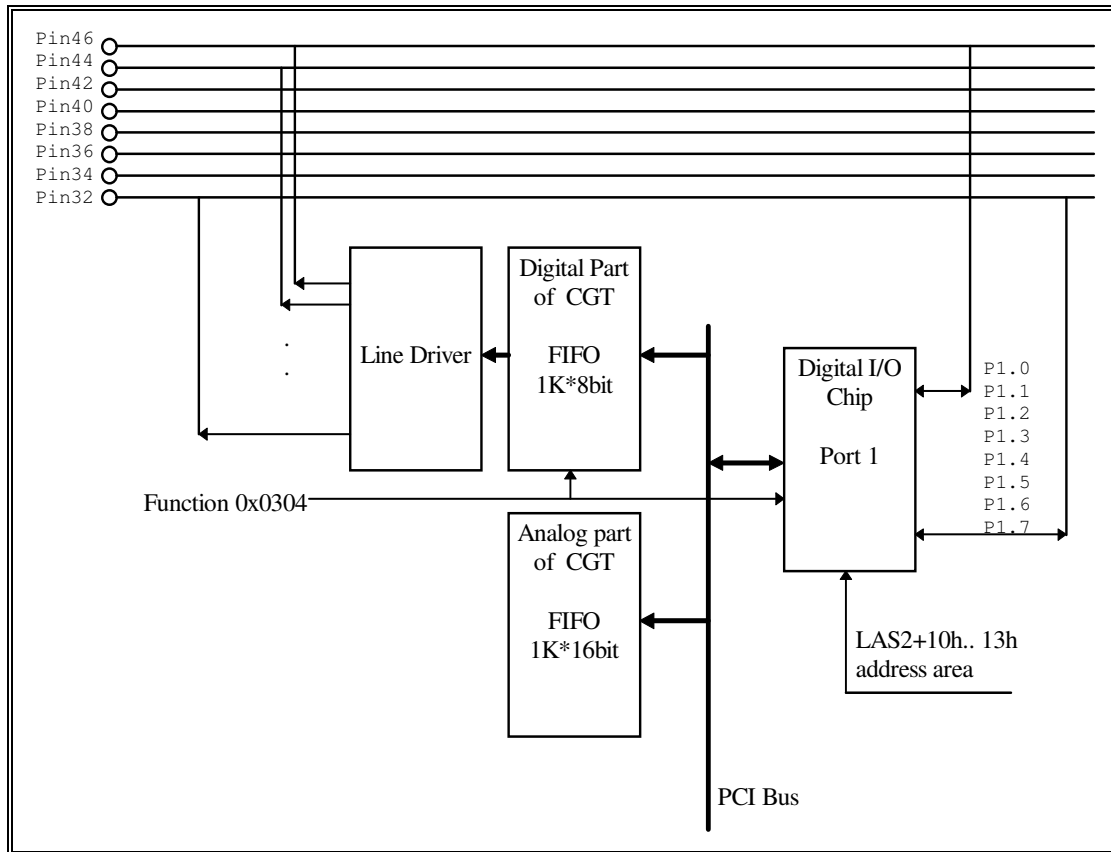 Pin46
Pin44
Pin42
Pin40
Pin38
Pin36
Pin34
Pin32
Line Driver
Digital Part
of CGT
FIFO
1K*8bit
Digital I/O
Chip
Port 1
P1.0
P1.1
P1.2
P1.3
P1.4
P1.5
P1.6
P1.7
Function 0x0304
Analog part
of CGT
FIFO
1K*16bit
LAS2+10h.. 13h
address area
PCI Bus